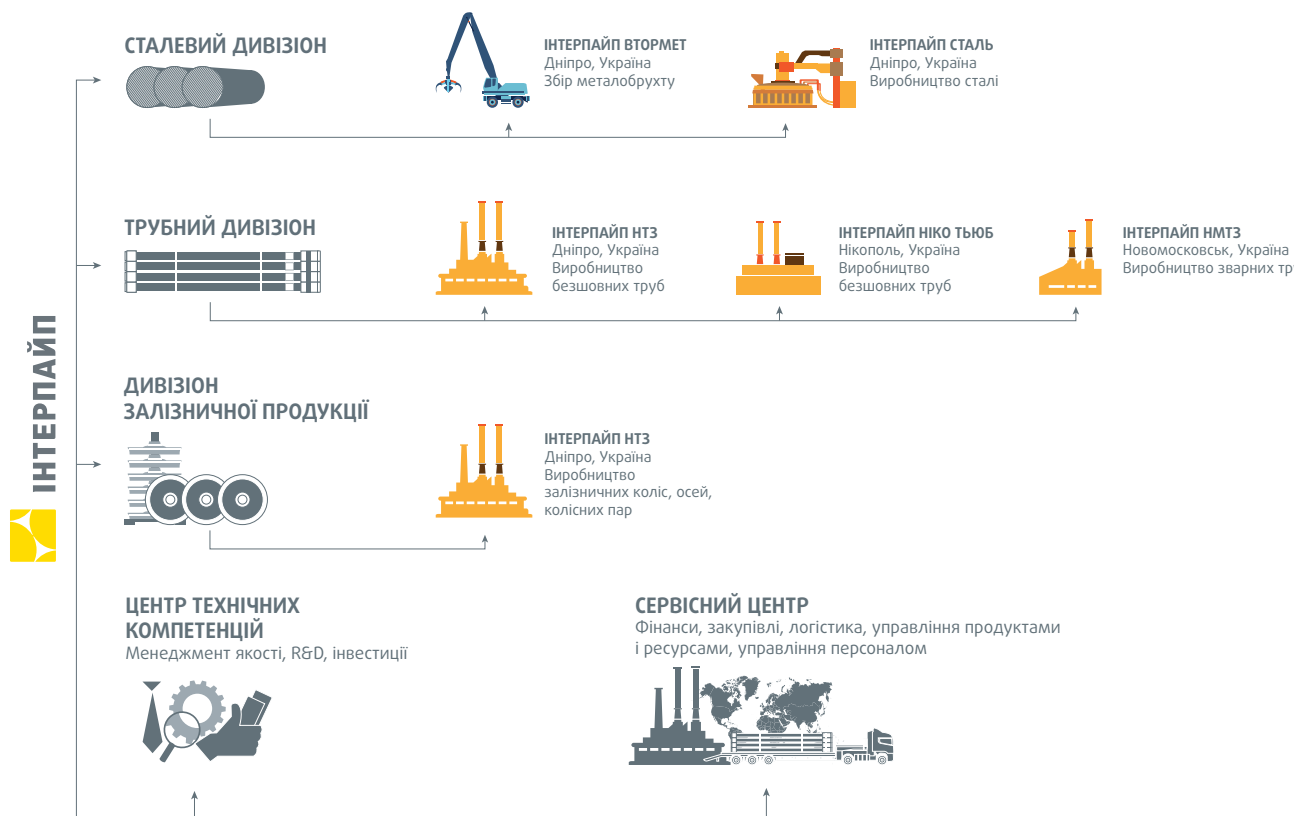 ІНТЕРПАЙП
СТАЛЕВИЙ ДИВІЗІОН
ІНТЕРПАЙП ВТОРМЕТ
Дніпро, Україна
Збір металобрухту
ІНТЕРПАЙП СТАЛЬ
Дніпро, Україна
Виробництво сталі
ТРУБНИЙ ДИВІЗІОН
ІНТЕРПАЙП НТЗ
Дніпро, Україна
Виробництво
безшовних труб
ІНТЕРПАЙП НІКО ТЬЮБ
Нікополь, Україна
Виробництво
безшовних труб
ІНТЕРПАЙП НМТЗ
Новомосковськ, Україна
Виробництво зварних
ДИВІЗІОН
ЗАЛІЗНИЧНОЇ ПРОДУКЦІЇ
ІНТЕРПАЙП НТЗ
Дніпро, Україна
Виробництво
залізничних коліс, осей,
колісних пар
ЦЕНТР ТЕХНІЧНИХ
КОМПЕТЕНЦІЙ
Менеджмент якості, R&D, інвестиції
СЕРВІСНИЙ ЦЕНТР
Фінанси, закупівлі, логістика, управління продуктами
і ресурсами, управління персоналом